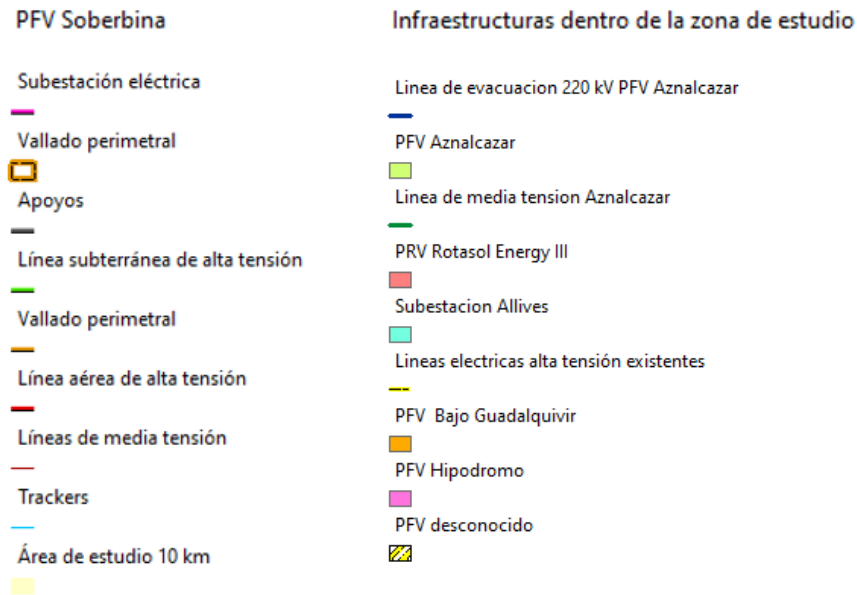 PFV Soberbina
Subestación eléctrica
Vallado perimetral
Apoyos
Línea subterránea de alta tensión
Vallado perimetral
Línea aérea de alta tensión
Líneas de media tensión
Trackers
Área de estudio 10 km
Infraestructuras dentro de la zona de estudio
Linea de evacuacion 220 kV PFV Aznalcazar
PFV Aznalcazar
Linea de media tension Aznalcazar
PRV Rotasol Energy III
Subestacion Allives
Lineas electricas alta tensión existentes
PFV  Bajo Guadalquivir
PFV Hipodromo
PFV desconocido